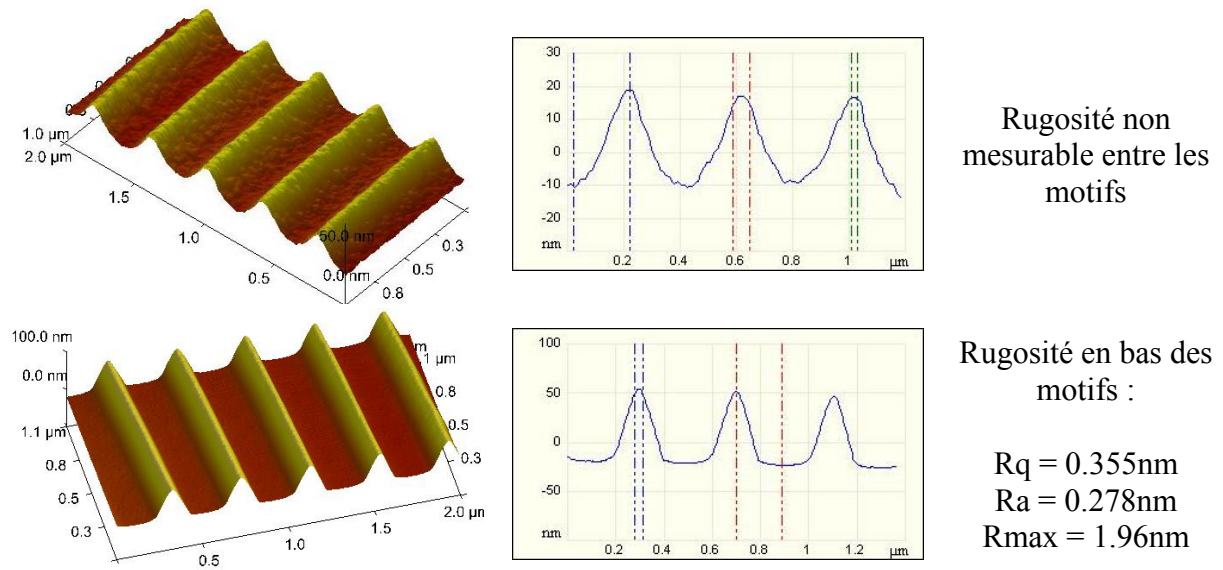 1.0 µm
2.0 µm
1.5
1.0
0.5
50.0 nm
0.0 nm
0.3
0.5
0.8
30
20
10
0
-10
-20
nm
0.2 0.4 0.6 0.8 1 µm
Rugosité non
mesurable entre les
motifs
100.0 nm
0.0 nm
1.1 µm
0.8
0.5
0.3
0.5
1.0
1.5
2.0 µm
1 µm
0.8
0.5
0.3
100
50
0
-50
nm
0.2 0.4 0.6 0.8 1 1.2 µm
Rugosité en bas des
motifs :
Rq = 0.355nm
Ra = 0.278nm
Rmax = 1.96nm